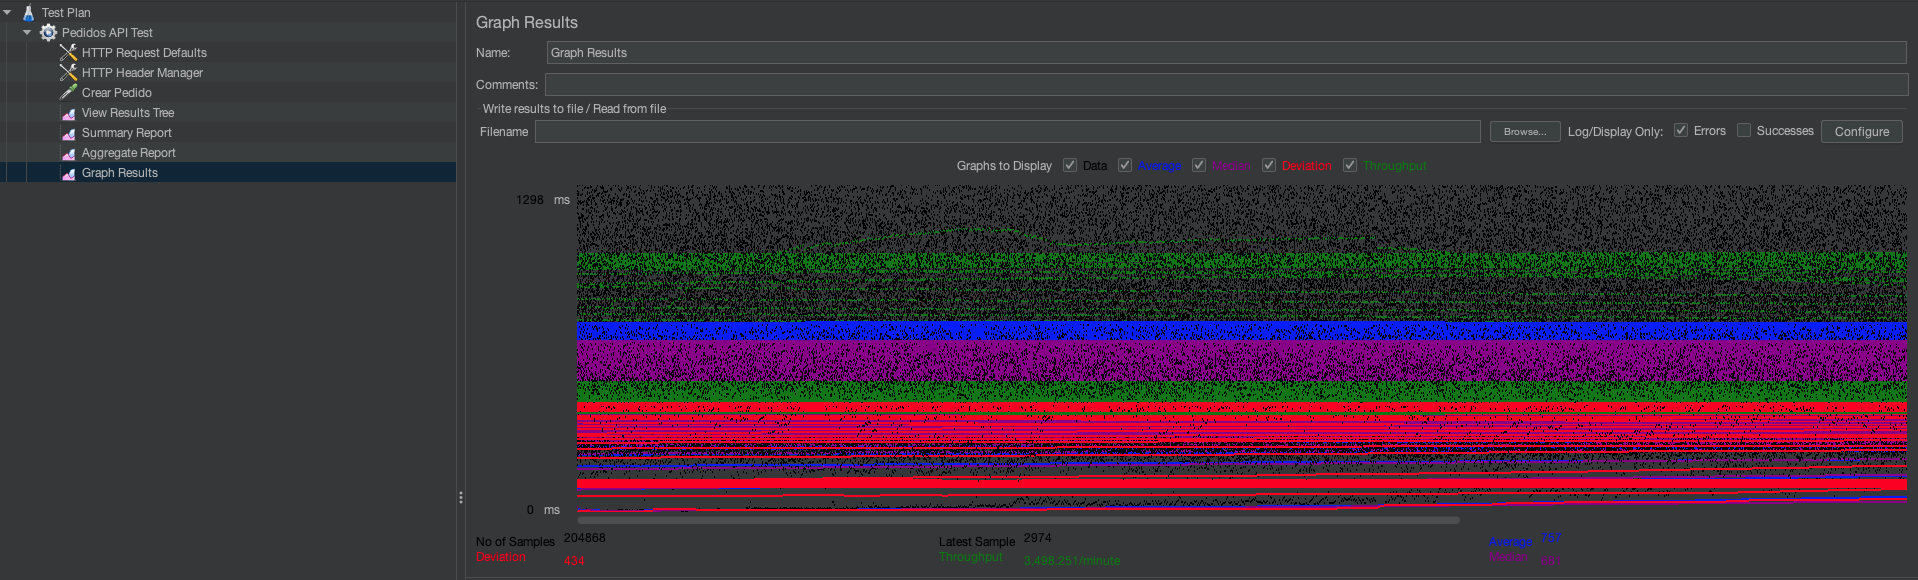 Test Plan
Pedidos API Test
HTTP Request Defaults
HTTP Header Manager
Crear Pedido
View Results Tree
Summary Report
Aggregate Report
Graph Results
Graph Results
Name: Graph Results
Comments:
Write results to file / Read from file
Filename Browse... Log/Display Only: Errors Successes Configure
Graphs to Display Data Average Median Deviation Throughput
1298 ms
0 ms
No of Samples 204868 Latest Sample 2974 Average 757
Deviation 434 Throughput 3,498.251/minute Median